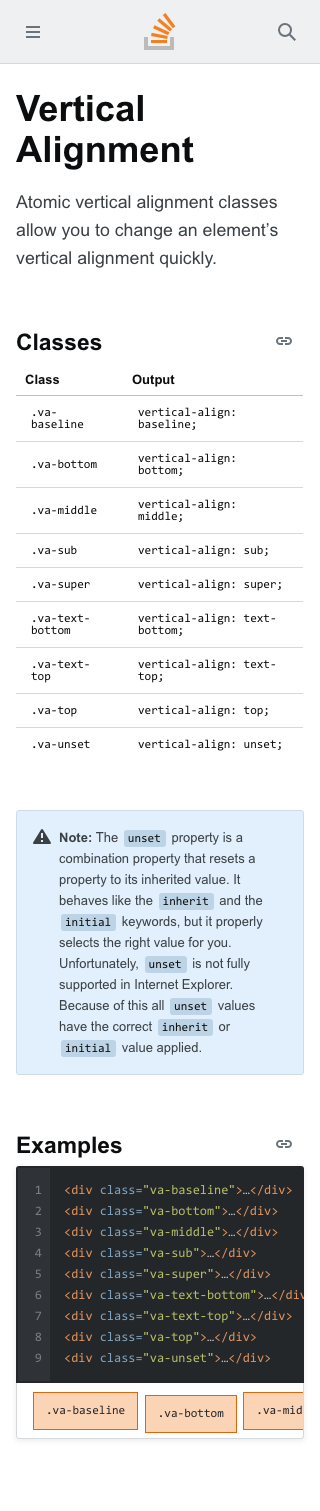 Vertical
Alignment
Atomic vertical alignment classes
allow you to change an element’s
vertical alignment quickly.
Classes
Class Output
.va-baseline vertical-align: baseline;
.va-bottom vertical-align: bottom;
.va-middle vertical-align: middle;
.va-sub vertical-align: sub;
.va-super vertical-align: super;
.va-text-bottom vertical-align: text-bottom;
.va-text-top vertical-align: text-top;
.va-top vertical-align: top;
.va-unset vertical-align: unset;
Note: The unset property is a
combination property that resets a
property to its inherited value. It
behaves like the inherit and the
initial keywords, but it properly
selects the right value for you.
Unfortunately, unset is not fully
supported in Internet Explorer.
Because of this all unset values
have the correct inherit or
initial value applied.
Examples
1 <div class="va-baseline">…</div>
2 <div class="va-bottom">…</div>
3 <div class="va-middle">…</div>
4 <div class="va-sub">…</div>
5 <div class="va-super">…</div>
6 <div class="va-text-bottom">…</div
7 <div class="va-text-top">…</div>
8 <div class="va-top">…</div>
9 <div class="va-unset">…</div>
.va-baseline .va-bottom .va-mid